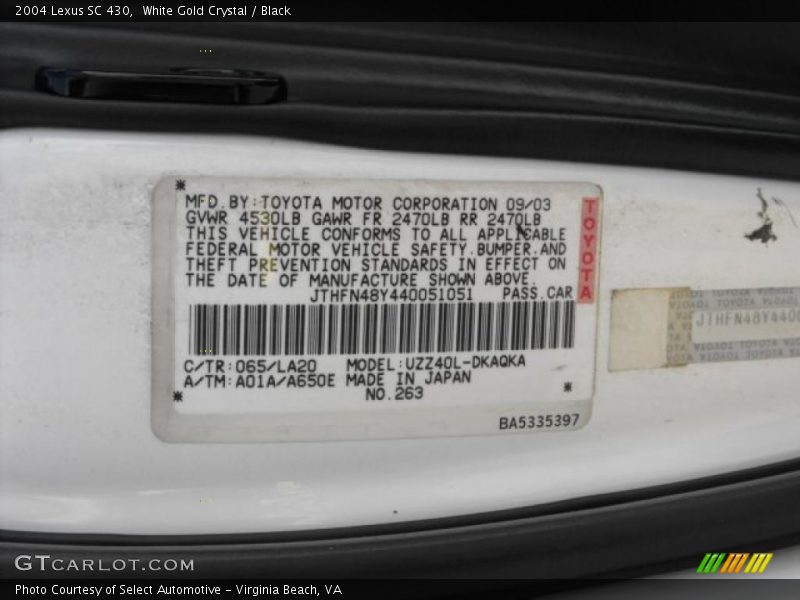 2004 Lexus SC 430,  White Gold Crystal / Black
MFD. BY: TOYOTA MOTOR CORPORATION 09/03
GVWR 4530LB GAWR FR 2470LB RR 2470LB
THIS VEHICLE CONFORMS TO ALL APPLICABLE
FEDERAL MOTOR VEHICLE SAFETY, BUMPER, AND
THEFT PREVENTION STANDARDS IN EFFECT ON
THE DATE OF MANUFACTURE SHOWN ABOVE.
JTHFN48Y440051051 PASS. CAR
TOYOTA
C/TR: 065/LA20 MODEL: UZZ40L-DKAQKA
A/TM: A01A/A650E MADE IN JAPAN
NO. 263
BA5335397
JTHFN48Y4400
GTCARLOT.COM
Photo Courtesy of Select Automotive - Virginia Beach, VA